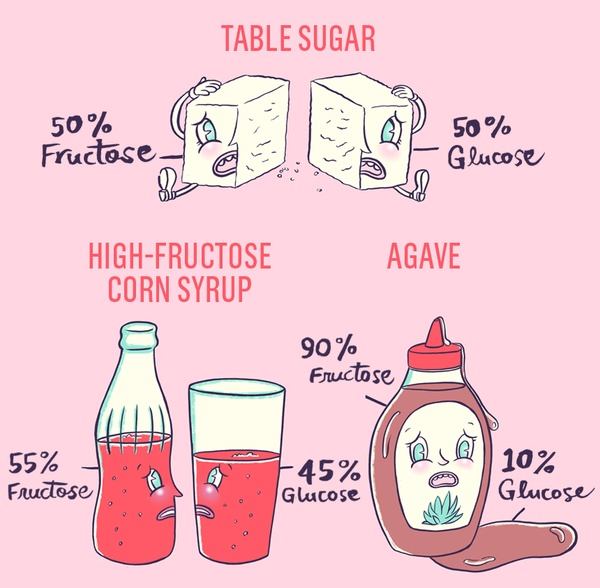 TABLE SUGAR
50%
Fructose
50%
Glucose
HIGH-FRUCTOSE
CORN SYRUP
55%
Fructose
45%
Glucose
AGAVE
90%
Fructose
10%
Glucose